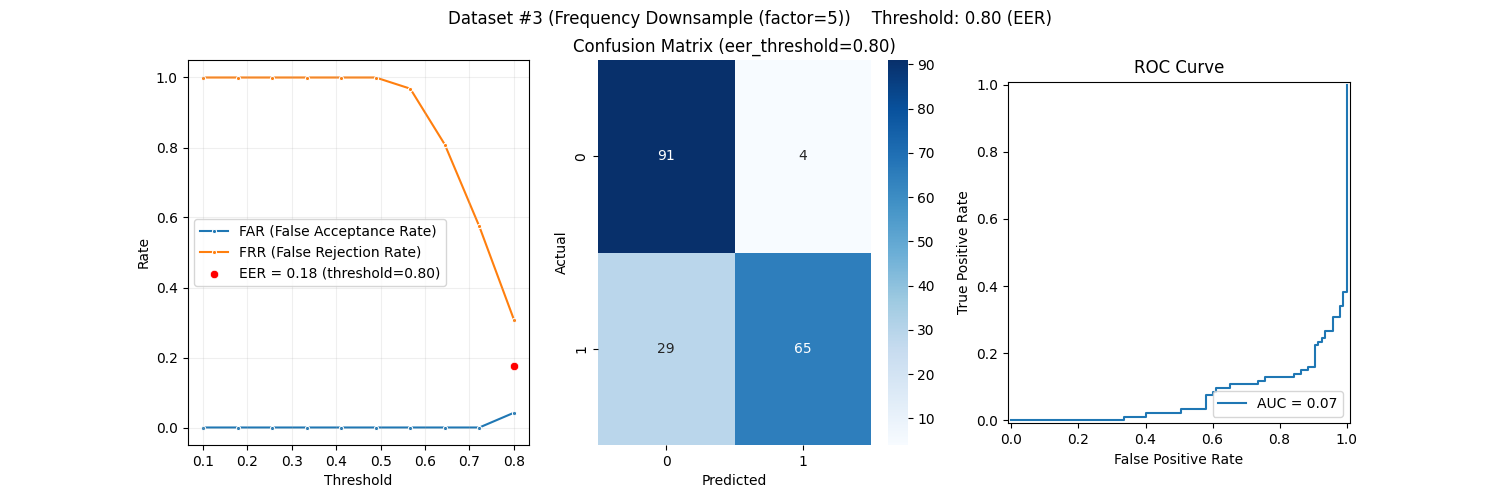 Dataset #3 (Frequency Downsample (factor=5))    Threshold: 0.80 (EER)
1.0
0.8
0.6
0.4
0.2
0.0
Rate
FAR (False Acceptance Rate)
FRR (False Rejection Rate)
EER = 0.18 (threshold=0.80)
0.1 0.2 0.3 0.4 0.5 0.6 0.7 0.8
Threshold
Confusion Matrix (eer_threshold=0.80)
Actual
0
1
91 4
29 65
0 1
Predicted
90
80
70
60
50
40
30
20
10
ROC Curve
True Positive Rate
1.0
0.8
0.6
0.4
0.2
0.0
AUC = 0.07
0.0 0.2 0.4 0.6 0.8 1.0
False Positive Rate